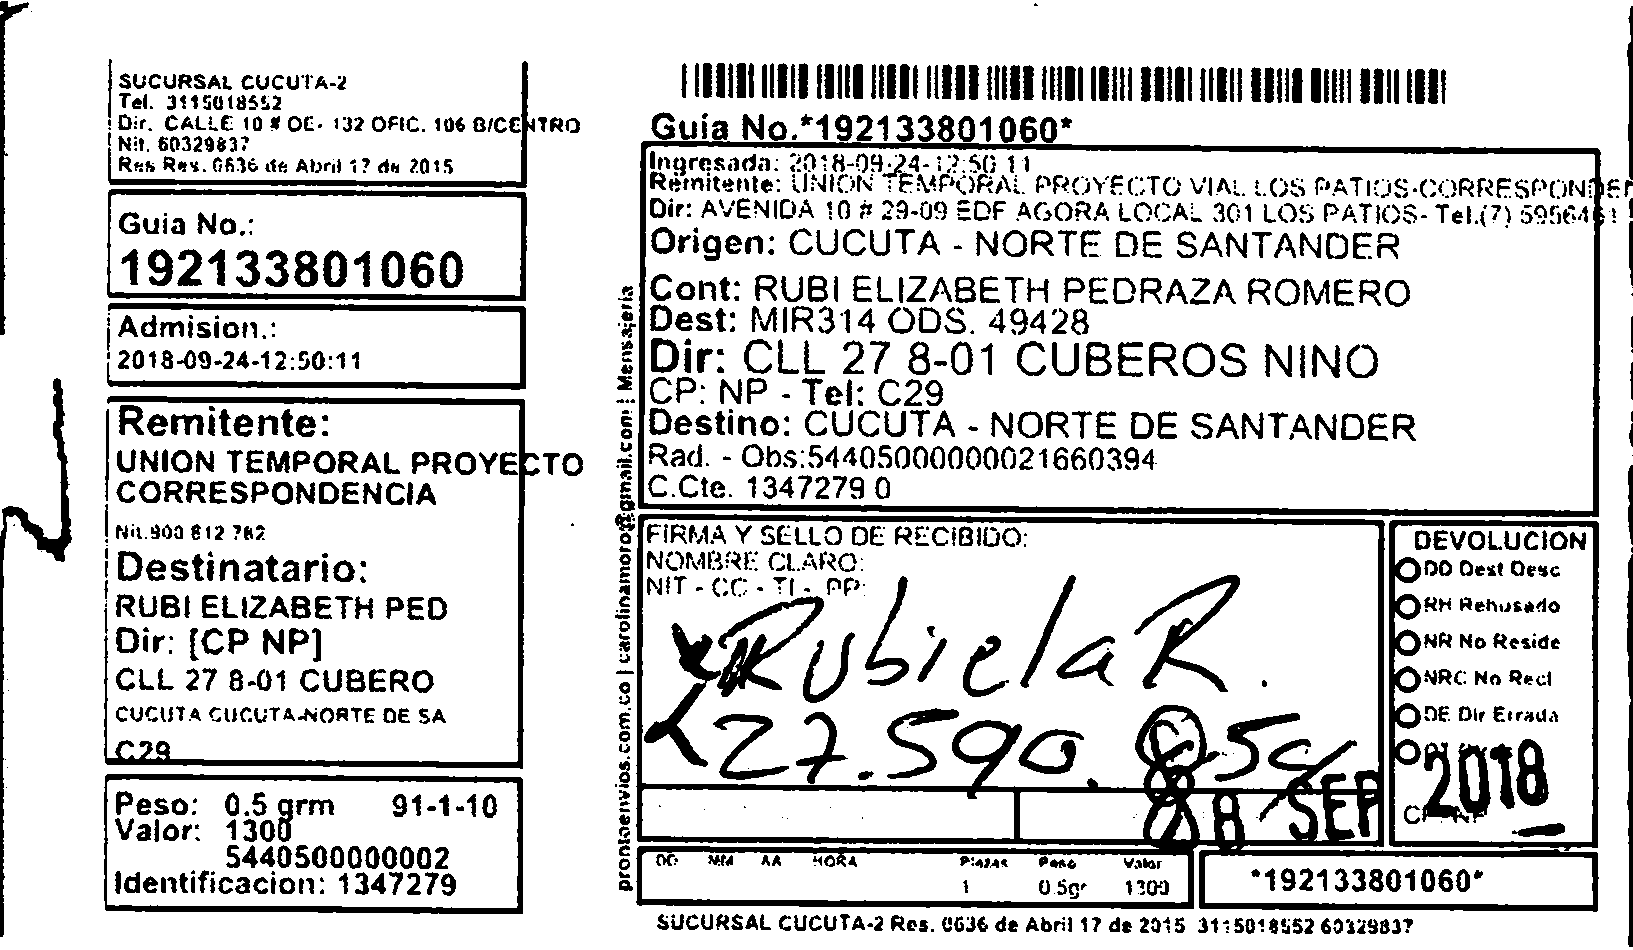 SUCURSAL CUCUTA-2
Tel. 3115018552
Dir. CALLE 10 # OE- 132 OFIC. 106 B/CENTRO
Nit. 60329837
Res Res. 0636 de Abril 17 de 2015
Guia No.:
192133801060
Admision.:
2018-09-24-12:50:11
Remitente:
UNION TEMPORAL PROYECTO
CORRESPONDENCIA
Nit.900 812 782
Destinatario:
RUBI ELIZABETH PED
Dir: [CP NP]
CLL 27 8-01 CUBERO
CUCUTA CUCUTA-NORTE DE SA
C29
Peso: 0.5 grm 91-1-10
Valor: 1300
5440500000002
Identificacion: 1347279
prontoenvios.com.co | carolinamoro@gmail.com | Mensajeria
Guia No.*192133801060*
Ingresada: 2018-09-24-12:50:11
Remitente: UNION TEMPORAL PROYECTO VIAL LOS PATIOS-CORRESPONDEN
Dir: AVENIDA 10 # 29-09 EDF AGORA LOCAL 301 LOS PATIOS- Tel.(7) 5956461
Origen: CUCUTA - NORTE DE SANTANDER
Cont: RUBI ELIZABETH PEDRAZA ROMERO
Dest: MIR314 ODS. 49428
Dir: CLL 27 8-01 CUBEROS NINO
CP: NP - Tel: C29
Destino: CUCUTA - NORTE DE SANTANDER
Rad. - Obs:54405000000021660394
C.Cte. 1347279 0
FIRMA Y SELLO DE RECIBIDO:
NOMBRE CLARO:
NIT - CC - TI - PP:
Rubiela R.
27.590.
SEP 2018
DEVOLUCION
DD Dest Desc
RH Rehusado
NR No Reside
NRC No Recl
DE Dir Errada
DD MM AA HORA Piezas Peso Valor
1 0.5gr 1300
*192133801060*
SUCURSAL CUCUTA-2 Res. 0636 de Abril 17 de 2015 3115018552 60329837